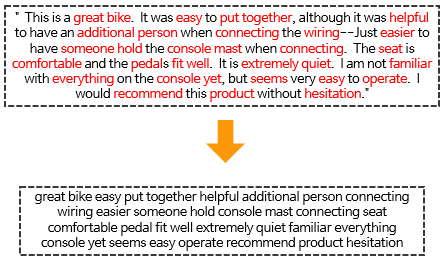 " This is a great bike.  It was easy to put together, although it was helpful
to have an additional person when connecting the wiring--Just easier to
have someone hold the console mast when connecting.  The seat is
comfortable and the pedals fit well.  It is extremely quiet.  I am not familiar
with everything on the console yet, but seems very easy to operate.  I
would recommend this product without hesitation."
great bike easy put together helpful additional person connecting
wiring easier someone hold console mast connecting seat
comfortable pedal fit well extremely quiet familiar everything
console yet seems easy operate recommend product hesitation